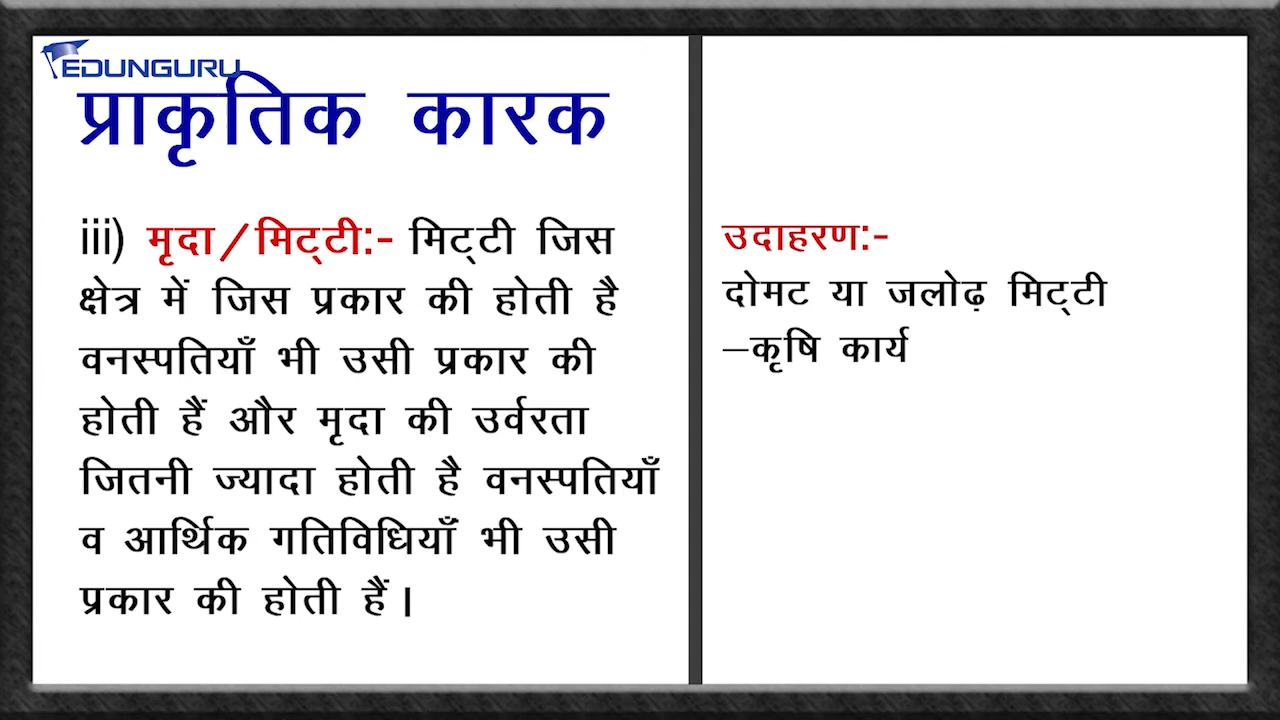 EDUNGURU
प्राकृतिक कारक
iii) मृदा/मिट्टी:- मिट्टी जिस
क्षेत्र में जिस प्रकार की होती है
वनस्पतियाँ भी उसी प्रकार की
होती हैं और मृदा की उर्वरता
जितनी ज्यादा होती है वनस्पतियाँ
व आर्थिक गतिविधियाँ भी उसी
प्रकार की होती हैं।
उदाहरण:-
दोमट या जलोढ़ मिट्टी
–कृषि कार्य